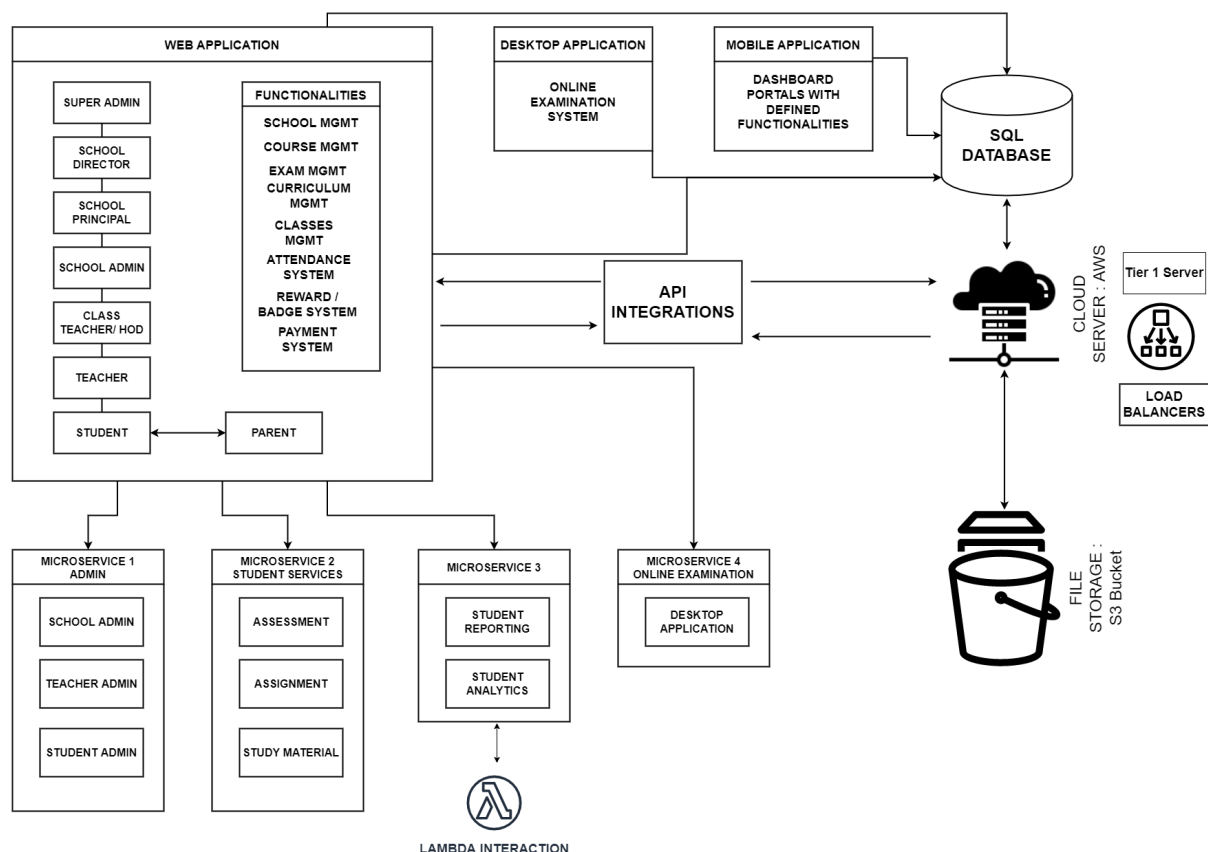 WEB APPLICATION
SUPER ADMIN
SCHOOL
DIRECTOR
SCHOOL
PRINCIPAL
SCHOOL ADMIN
CLASS
TEACHER/ HOD
TEACHER
STUDENT
PARENT
FUNCTIONALITIES
SCHOOL MGMT
COURSE MGMT
EXAM MGMT
CURRICULUM
MGMT
CLASSES
MGMT
ATTENDANCE
SYSTEM
REWARD /
BADGE SYSTEM
PAYMENT
SYSTEM
DESKTOP APPLICATION
ONLINE
EXAMINATION
SYSTEM
MOBILE APPLICATION
DASHBOARD
PORTALS WITH
DEFINED
FUNCTIONALITIES
SQL
DATABASE
API
INTEGRATIONS
CLOUD
SERVER : AWS
Tier 1 Server
LOAD
BALANCERS
FILE
STORAGE :
S3 Bucket
MICROSERVICE 1
ADMIN
SCHOOL ADMIN
TEACHER ADMIN
STUDENT ADMIN
MICROSERVICE 2
STUDENT SERVICES
ASSESSMENT
ASSIGNMENT
STUDY MATERIAL
MICROSERVICE 3
STUDENT
REPORTING
STUDENT
ANALYTICS
LAMBDA INTERACTION
MICROSERVICE 4
ONLINE EXAMINATION
DESKTOP
APPLICATION